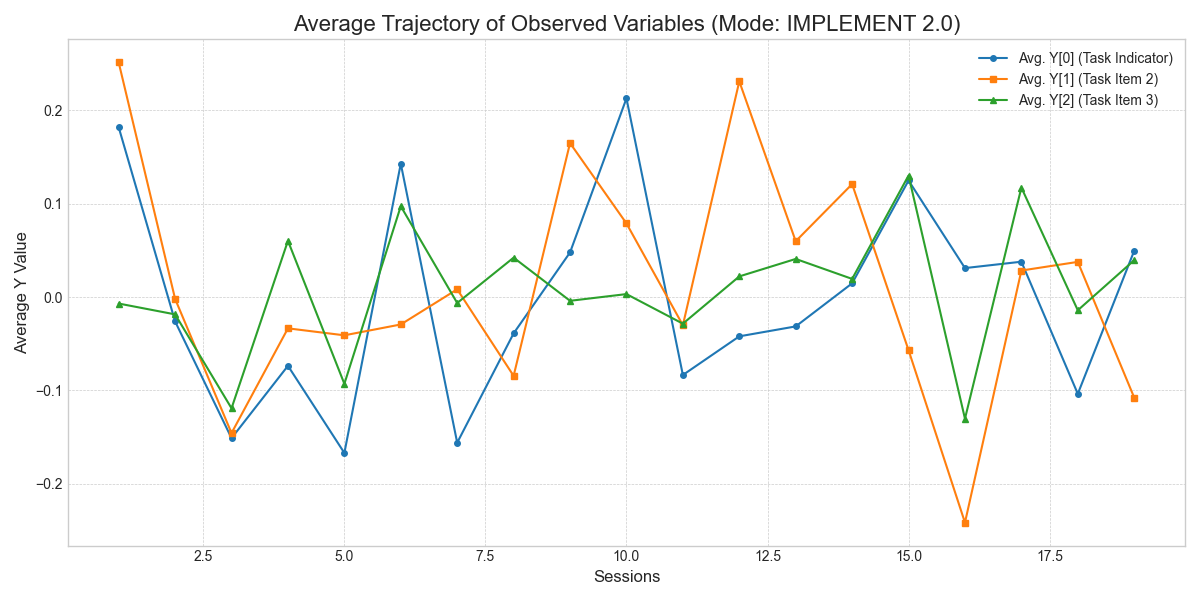 Average Trajectory of Observed Variables (Mode: IMPLEMENT 2.0)
Avg. Y[0] (Task Indicator)
Avg. Y[1] (Task Item 2)
Avg. Y[2] (Task Item 3)
Average Y Value
0.2
0.1
0.0
−0.1
−0.2
2.5 5.0 7.5 10.0 12.5 15.0 17.5
Sessions